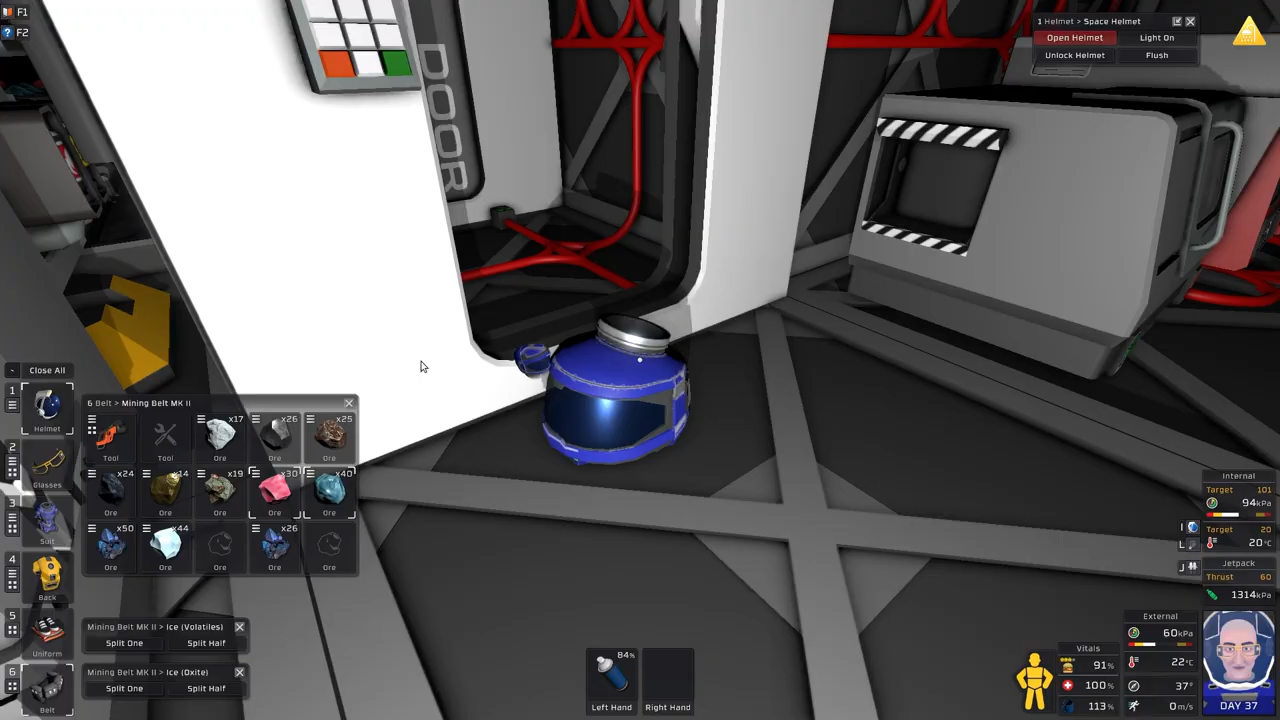 F1
F2
DOOR
1 Helmet > Space Helmet
Open Helmet Light On
Unlock Helmet Flush
- Close All
1
Helmet
2
Glasses
3
Suit
4
Back
5
Uniform
6
Belt
6 Belt > Mining Belt MK II
x17 x26 x25
Tool Tool Ore Ore Ore
x24 x14 x19 x30 x40
Ore Ore Ore Ore Ore
x50 x44 x26
Ore Ore Ore Ore Ore
Mining Belt MK II > Ice (Volatiles)
Split One Split Half
Mining Belt MK II > Ice (Oxite)
Split One Split Half
84%
Left Hand Right Hand
Internal
Target 101
94kPa
Target 20
20°C
I
L
J
Jetpack
Thrust 60
1314kPa
External
60kPa
22°C
37°
0m/s
Vitals
91%
100%
113%
DAY 37